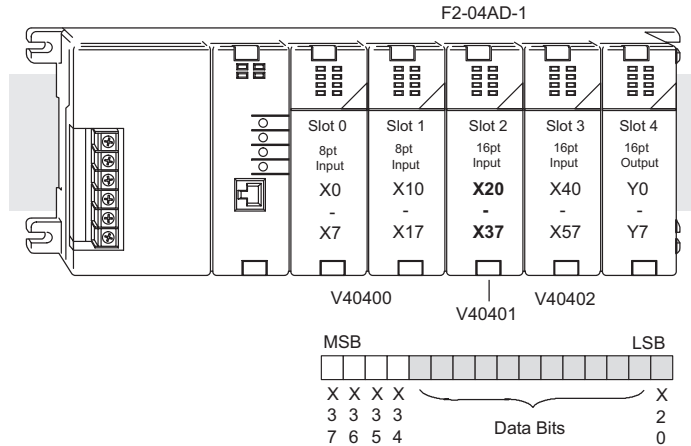 F2-04AD-1
Slot 0
8pt
Input
X0
-
X7
Slot 1
8pt
Input
X10
-
X17
Slot 2
16pt
Input
X20
-
X37
Slot 3
16pt
Input
X40
-
X57
Slot 4
16pt
Output
Y0
-
Y7
V40400
V40401
V40402
MSB
LSB
X X X X
3 3 3 3
7 6 5 4
Data Bits
X
2
0